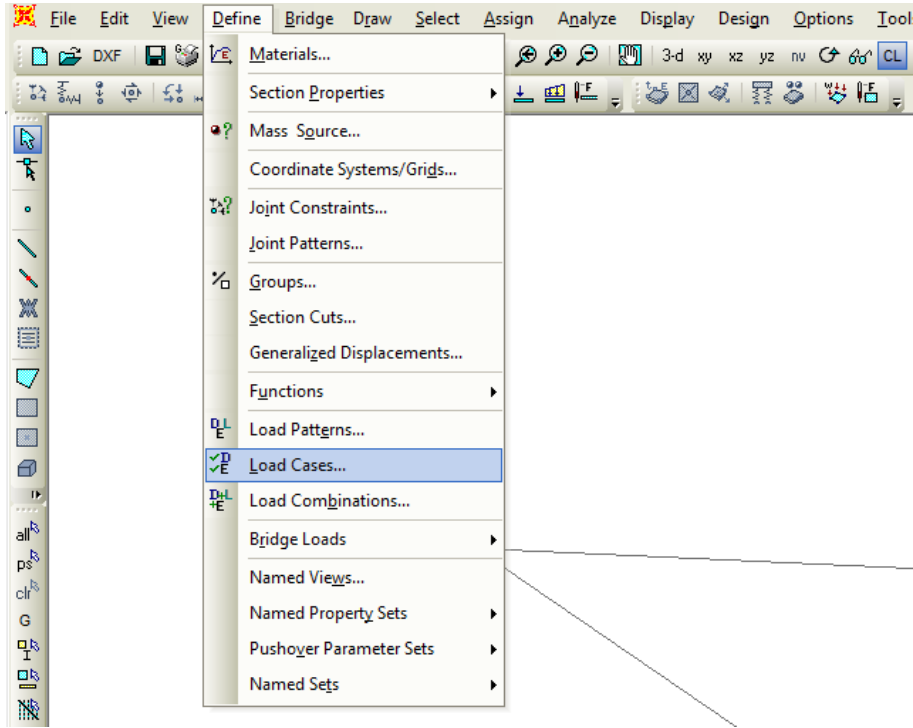 File Edit View Define Bridge Draw Select Assign Analyze Display Design Options Tools
DXF 3-d xy xz yz nv CL
Materials...
Section Properties
Mass Source...
Coordinate Systems/Grids...
Joint Constraints...
Joint Patterns...
Groups...
Section Cuts...
Generalized Displacements...
Functions
Load Patterns...
Load Cases...
Load Combinations...
Bridge Loads
Named Views...
Named Property Sets
Pushover Parameter Sets
Named Sets
all
ps
clr
G